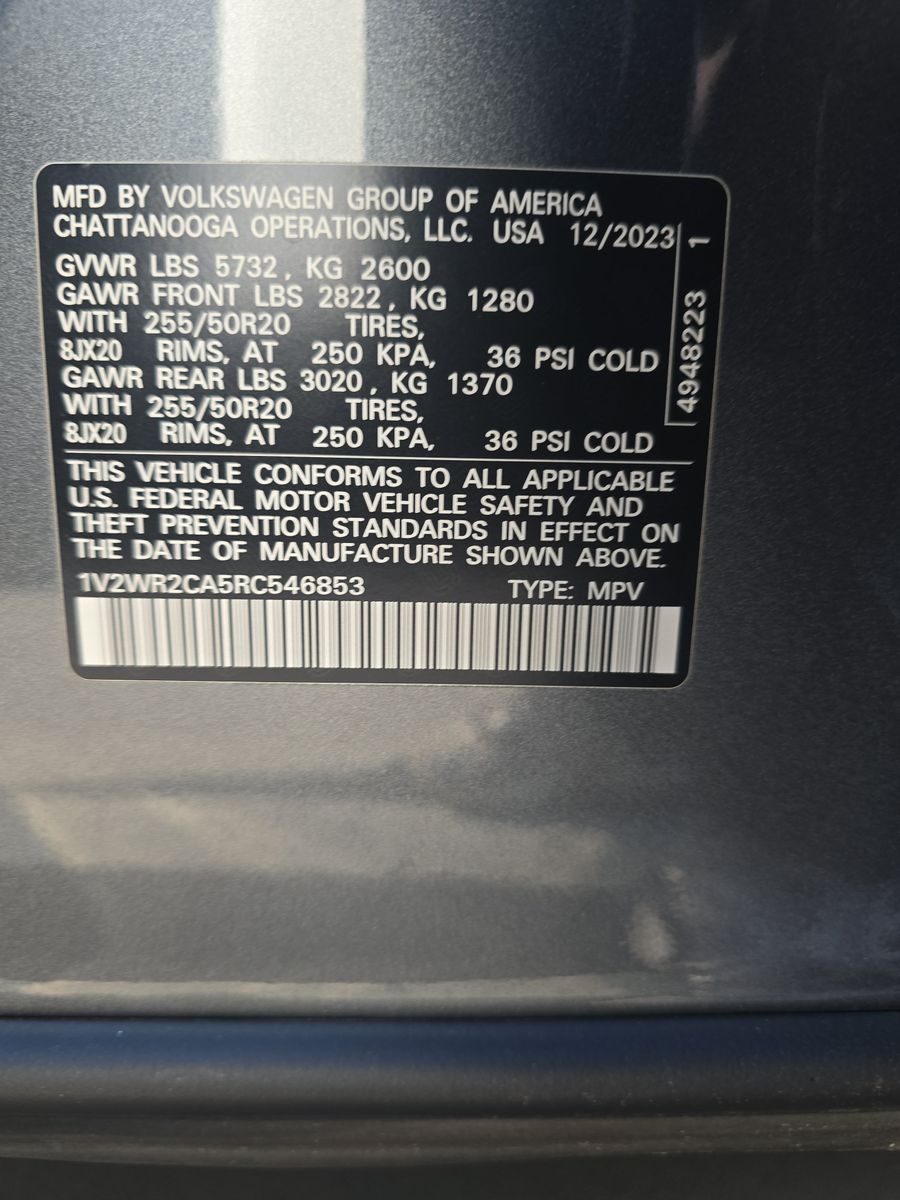 MFD BY VOLKSWAGEN GROUP OF AMERICA
CHATTANOOGA OPERATIONS, LLC. USA 12/2023
GVWR LBS 5732, KG 2600
GAWR FRONT LBS 2822, KG 1280
WITH 255/50R20 TIRES,
8JX20 RIMS, AT 250 KPA, 36 PSI COLD
GAWR REAR LBS 3020, KG 1370
WITH 255/50R20 TIRES,
8JX20 RIMS, AT 250 KPA, 36 PSI COLD
4948223 1
THIS VEHICLE CONFORMS TO ALL APPLICABLE
U.S. FEDERAL MOTOR VEHICLE SAFETY AND
THEFT PREVENTION STANDARDS IN EFFECT ON
THE DATE OF MANUFACTURE SHOWN ABOVE.
1V2WR2CA5RC546853 TYPE: MPV